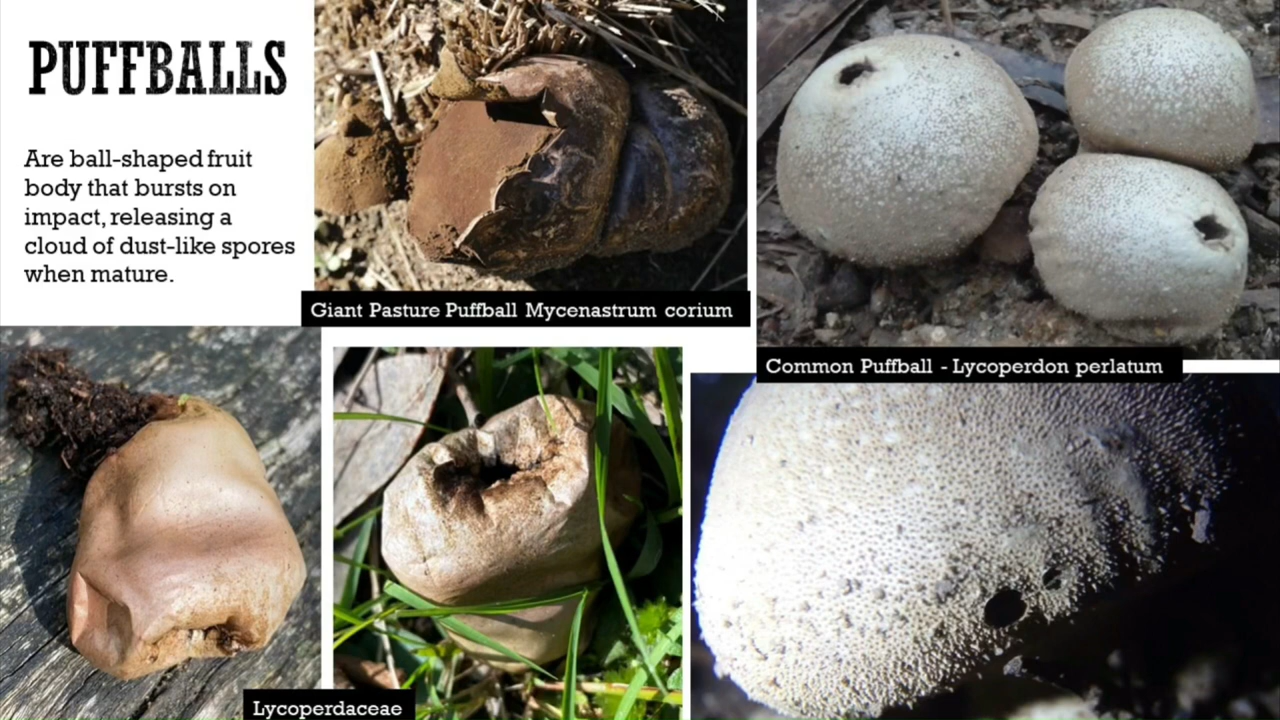 PUFFBALLS
Are ball-shaped fruit
body that bursts on
impact, releasing a
cloud of dust-like spores
when mature.
Giant Pasture Puffball Mycenastrum corium
Common Puffball - Lycoperdon perlatum
Lycoperdaceae